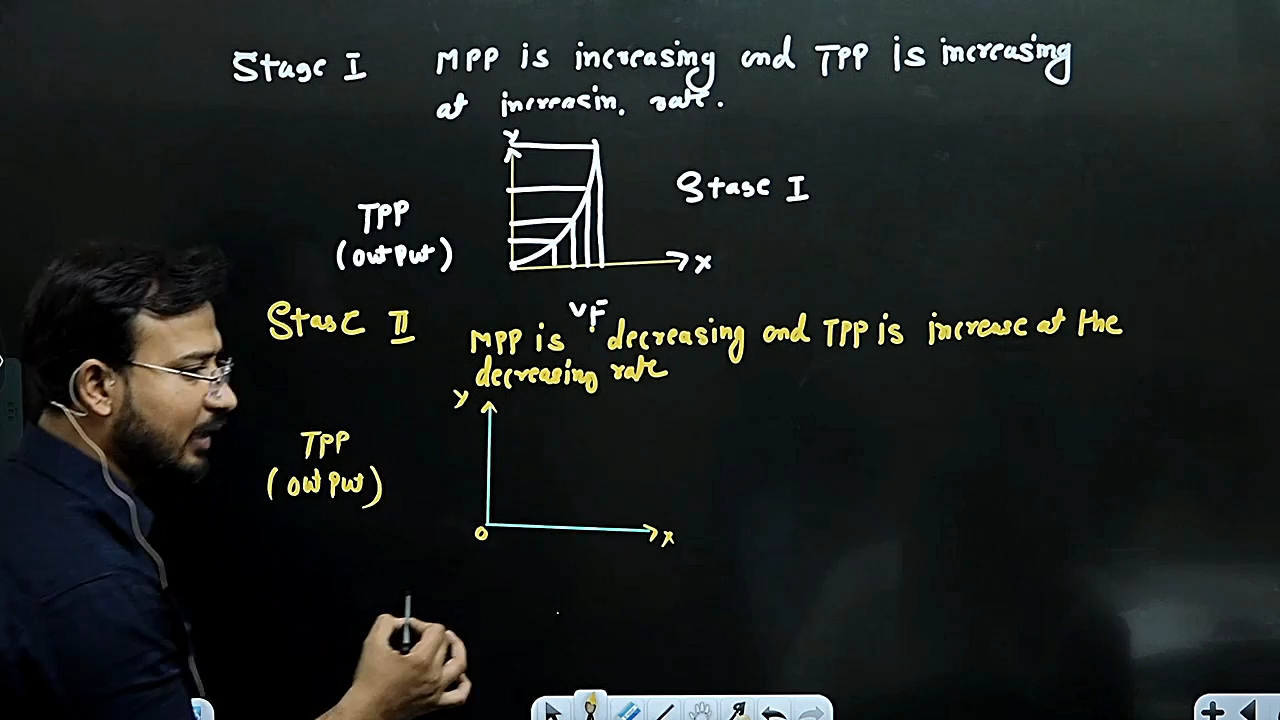 Stage I MPP is increasing and TPP is increasing
at increasin. rate.
Y
Stage I
TPP
(output)
X
VF
Stage II MPP is decreasing and TPP is increase at the
decreasing rate
Y
TPP
(output)
O
X